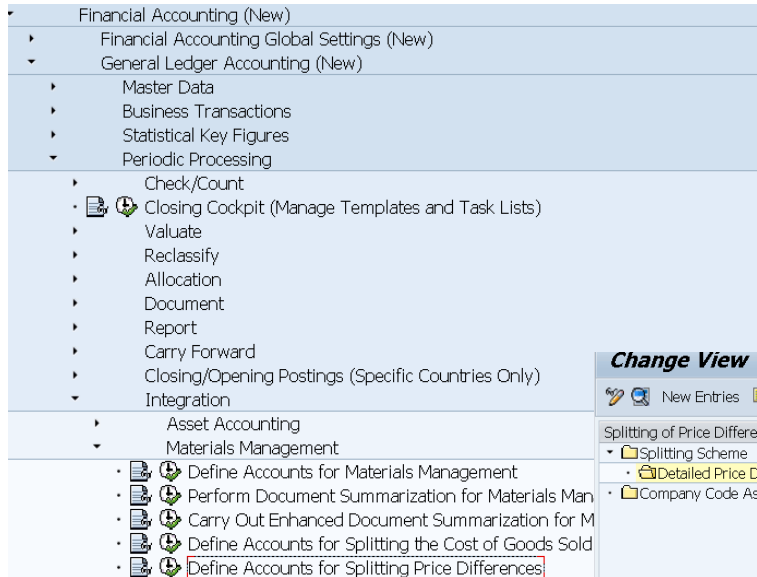 Financial Accounting (New)
Financial Accounting Global Settings (New)
General Ledger Accounting (New)
Master Data
Business Transactions
Statistical Key Figures
Periodic Processing
Check/Count
Closing Cockpit (Manage Templates and Task Lists)
Valuate
Reclassify
Allocation
Document
Report
Carry Forward
Closing/Opening Postings (Specific Countries Only)
Integration
Asset Accounting
Materials Management
Define Accounts for Materials Management
Perform Document Summarization for Materials Man
Carry Out Enhanced Document Summarization for M
Define Accounts for Splitting the Cost of Goods Sold
Define Accounts for Splitting Price Differences
Change View
New Entries
Splitting of Price Differe
Splitting Scheme
Detailed Price D
Company Code As